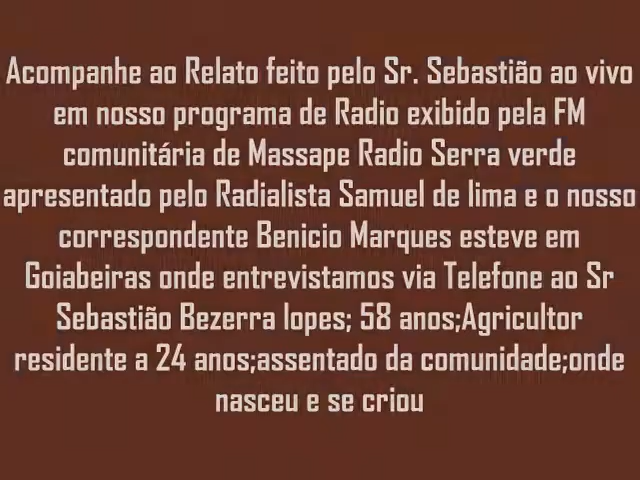 Acompanhe ao Relato feito pelo Sr. Sebastião ao vivo
em nosso programa de Radio exibido pela FM
comunitária de Massape Radio Serra verde
apresentado pelo Radialista Samuel de lima e o nosso
correspondente Benicio Marques esteve em
Goiabeiras onde entrevistamos via Telefone ao Sr
Sebastião Bezerra lopes; 58 anos;Agricultor
residente a 24 anos;assentado da comunidade;onde
nasceu e se criou